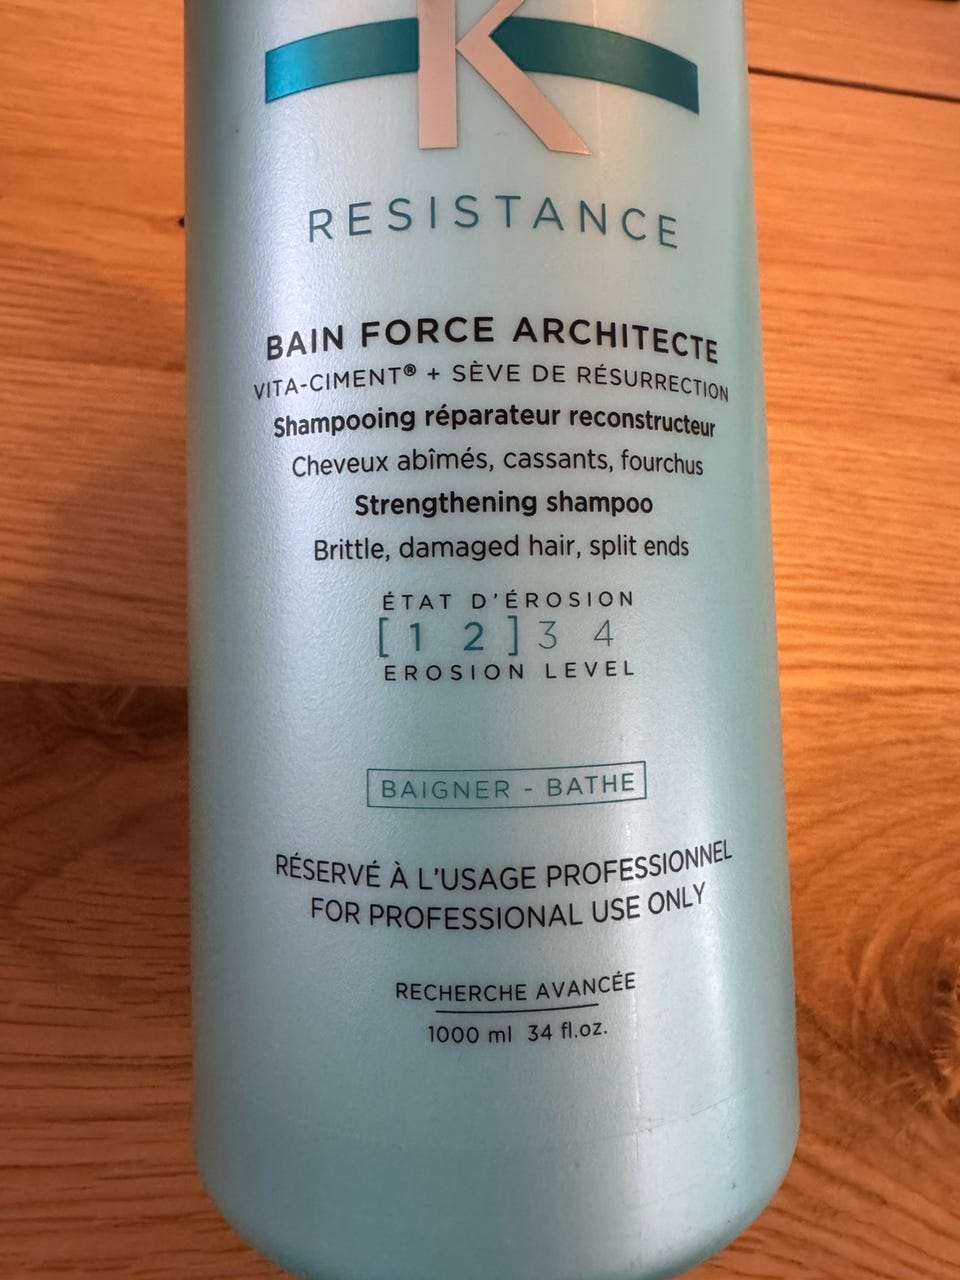 K
RESISTANCE
BAIN FORCE ARCHITECTE
VITA-CIMENT® + SÈVE DE RÉSURRECTION
Shampooing réparateur reconstructeur
Cheveux abîmés, cassants, fourchus
Strengthening shampoo
Brittle, damaged hair, split ends
ÉTAT D'ÉROSION
[1 2] 3 4
EROSION LEVEL
BAIGNER - BATHE
RÉSERVÉ À L'USAGE PROFESSIONNEL
FOR PROFESSIONAL USE ONLY
RECHERCHE AVANCÉE
1000 ml 34 fl.oz.